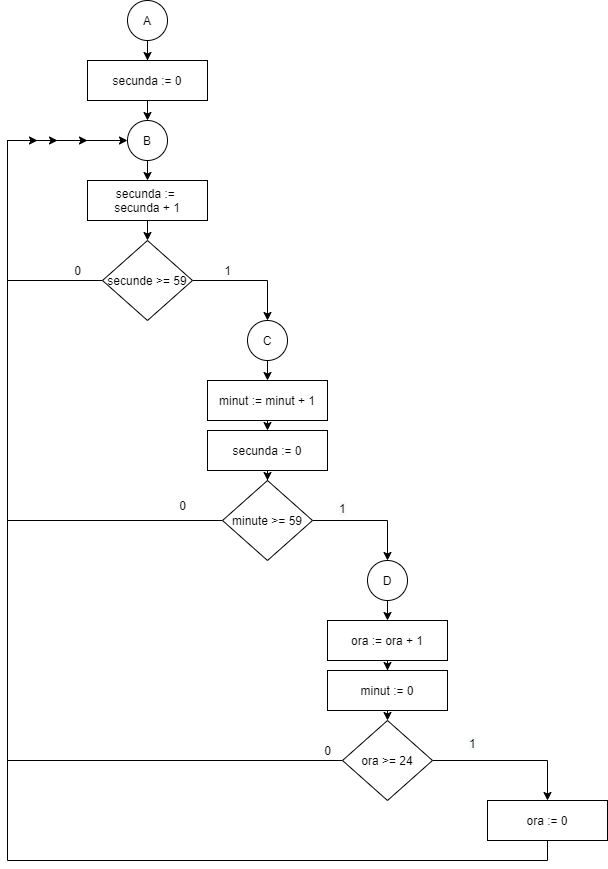 A
secunda := 0
B
secunda :=
secunda + 1
0
secunde >= 59
1
C
minut := minut + 1
secunda := 0
0
minute >= 59
1
D
ora := ora + 1
minut := 0
0
ora >= 24
1
ora := 0